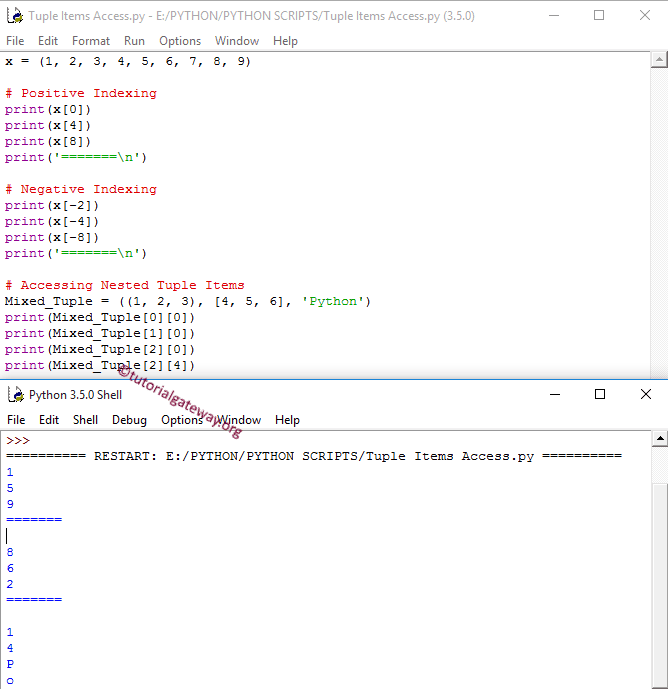 Tuple Items Access.py - E:/PYTHON/PYTHON SCRIPTS/Tuple Items Access.py (3.5.0)
File Edit Format Run Options Window Help
x = (1, 2, 3, 4, 5, 6, 7, 8, 9)
# Positive Indexing
print(x[0])
print(x[4])
print(x[8])
print('=======\n')
# Negative Indexing
print(x[-2])
print(x[-4])
print(x[-8])
print('=======\n')
# Accessing Nested Tuple Items
Mixed_Tuple = ((1, 2, 3), [4, 5, 6], 'Python')
print(Mixed_Tuple[0][0])
print(Mixed_Tuple[1][0])
print(Mixed_Tuple[2][0])
print(Mixed_Tuple[2][4])
©tutorialgateway.org
Python 3.5.0 Shell
File Edit Shell Debug Options Window Help
>>>
========== RESTART: E:/PYTHON/PYTHON SCRIPTS/Tuple Items Access.py ==========
1
5
9
=======
8
6
2
=======
1
4
P
o